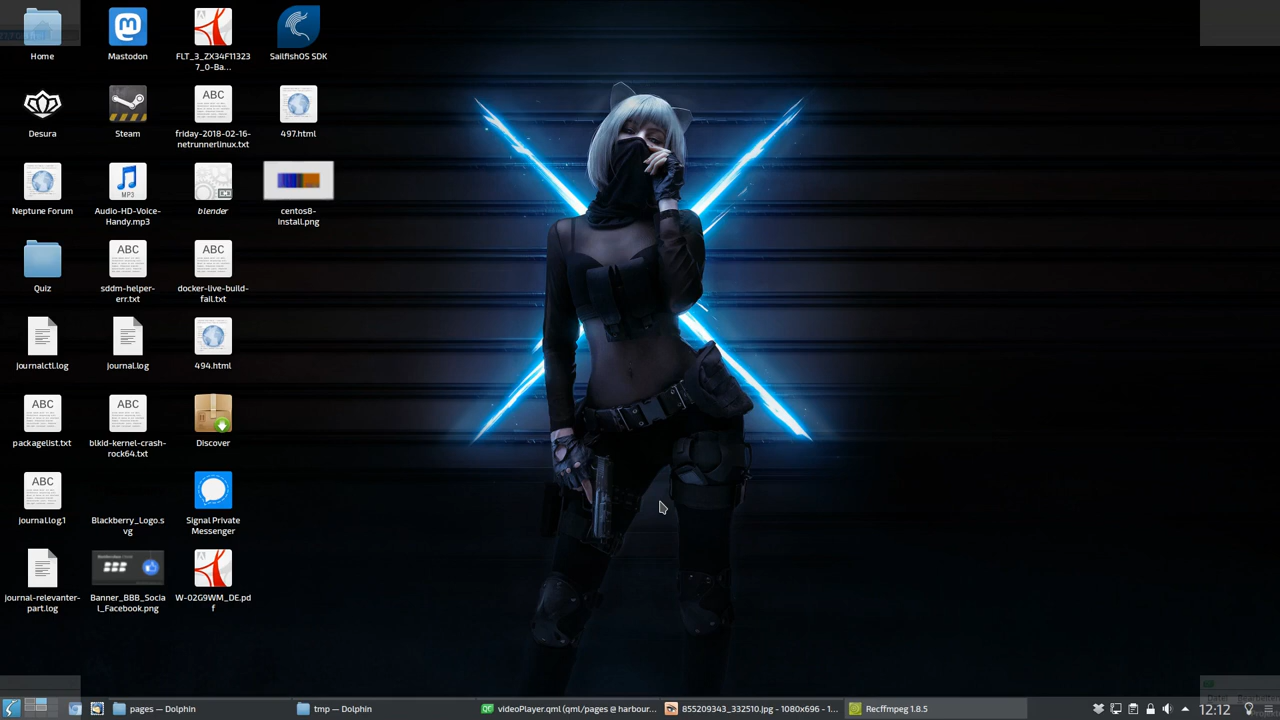 Home
Mastodon
FLT_3_ZX34F11323
7_0-Ba...
SailfishOS SDK
Desura
Steam
ABC
friday-2018-02-16-
netrunnerlinux.txt
497.html
Neptune Forum
MP3
Audio-HD-Voice-
Handy.mp3
blender
centos8-
install.png
Quiz
ABC
sddm-helper-
err.txt
ABC
docker-live-build-
fail.txt
journalctl.log
journal.log
494.html
ABC
packagelist.txt
ABC
blkid-kernel-crash-
rock64.txt
Discover
ABC
journal.log.1
Blackberry_Logo.s
vg
Signal Private
Messenger
journal-relevanter-
part.log
Banner_BBB_Socia
l_Facebook.png
W-02G9WM_DE.pd
f
pages — Dolphin
tmp — Dolphin
QC
videoPlayer.qml (qml/pages @ harbour...
855209343_332510.jpg - 1080x696 - 1...
Recffmpeg 1.8.5
12:12